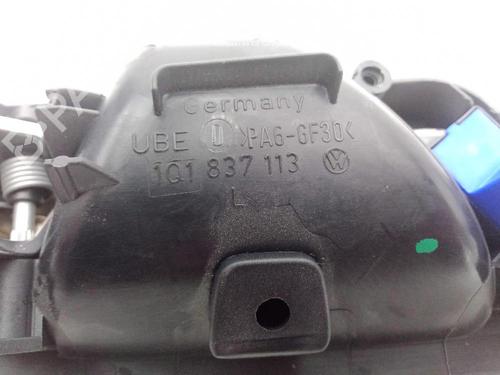 Germany
UBE >PA6-GF30<
1Q1 837 113
L